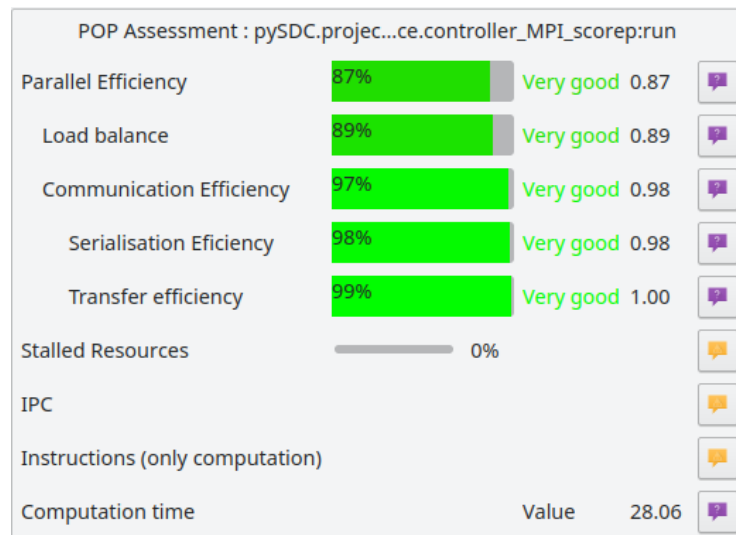 POP Assessment : pySDC.projec...ce.controller_MPI_scorep:run
Parallel Efficiency 87% Very good 0.87
Load balance 89% Very good 0.89
Communication Efficiency 97% Very good 0.98
Serialisation Eficiency 98% Very good 0.98
Transfer efficiency 99% Very good 1.00
Stalled Resources 0%
IPC
Instructions (only computation)
Computation time Value 28.06